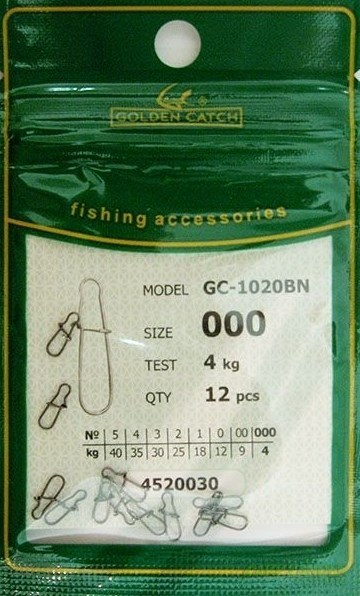 ®
GOLDEN CATCH
fishing accessories
MODEL GC-1020BN
SIZE 000
TEST 4 kg
QTY 12 pcs
№ 5 4 3 2 1 0 00 000
kg 40 35 30 25 18 12 9 4
4520030